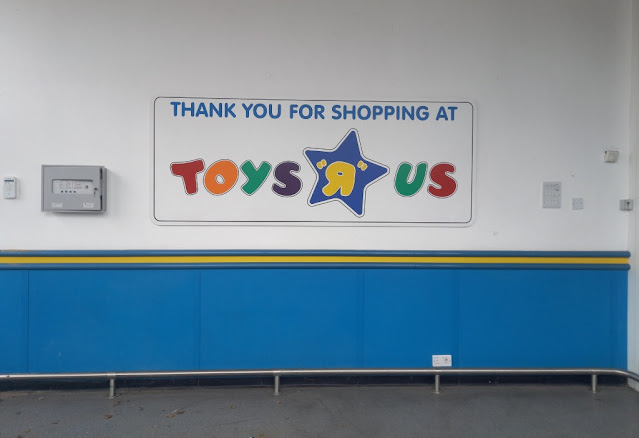 THANK YOU FOR SHOPPING AT
TOYS "Я" US